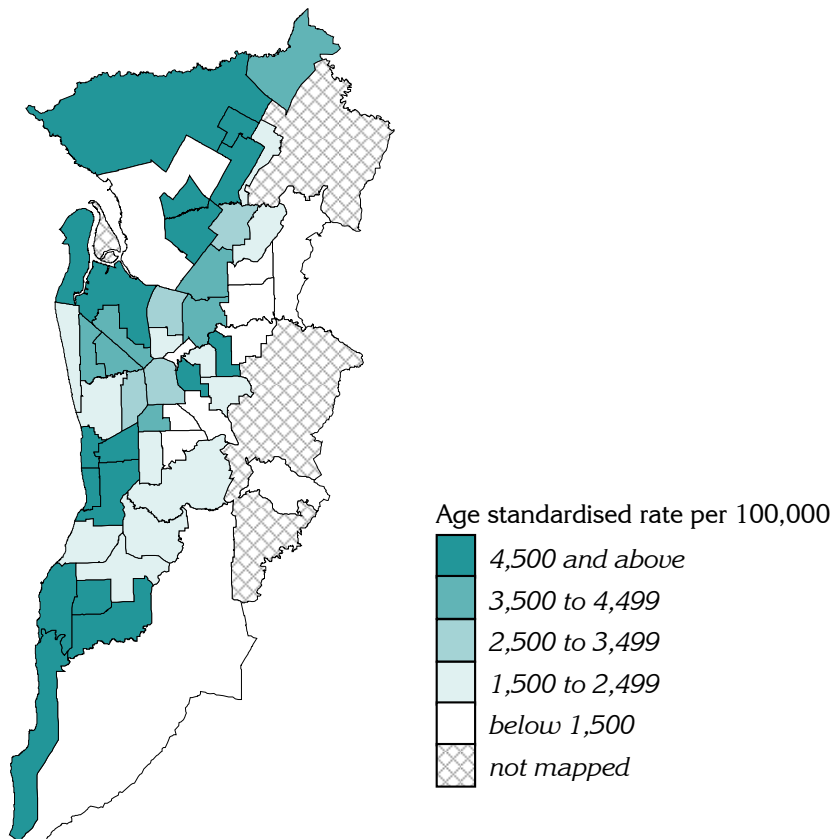 Age standardised rate per 100,000
4,500 and above
3,500 to 4,499
2,500 to 3,499
1,500 to 2,499
below 1,500
not mapped